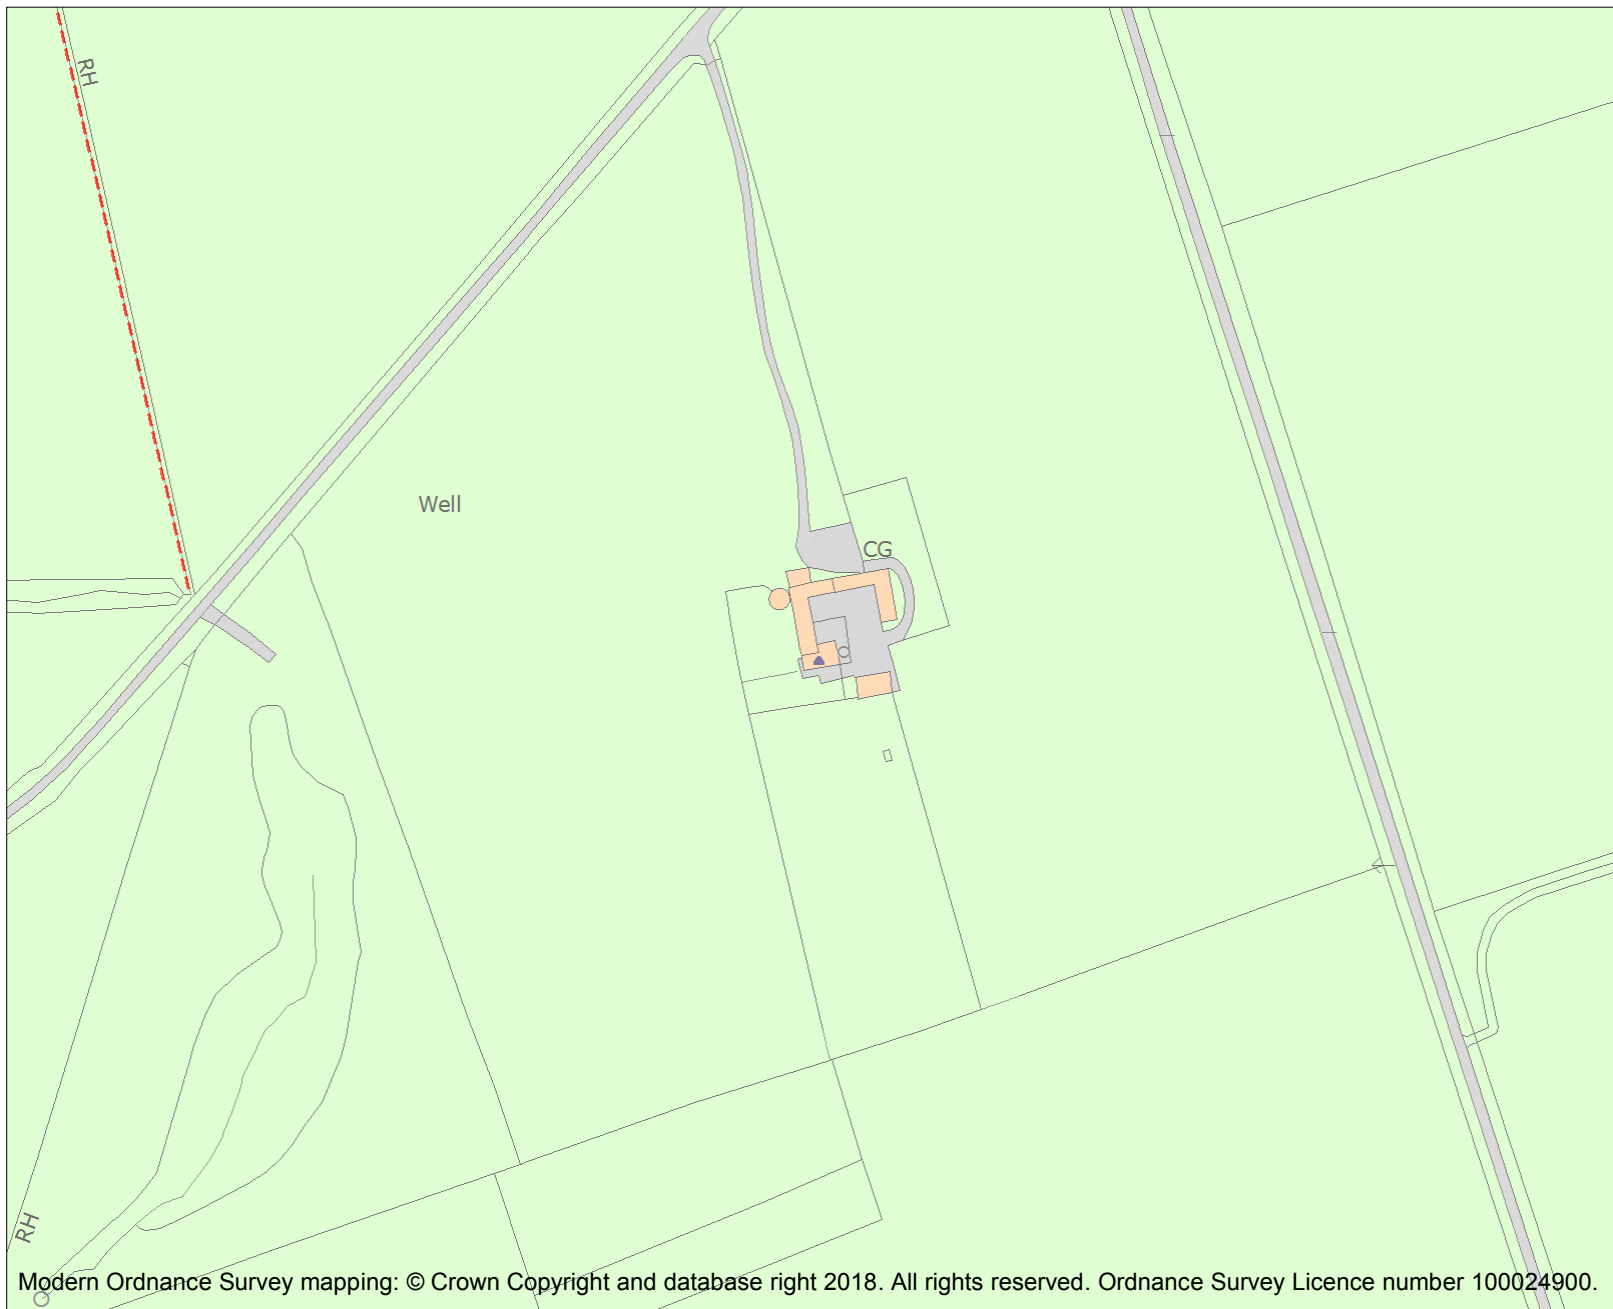 RH
Well
CG
RH
Modern Ordnance Survey mapping: © Crown Copyright and database right 2018. All rights reserved. Ordnance Survey Licence number 100024900.